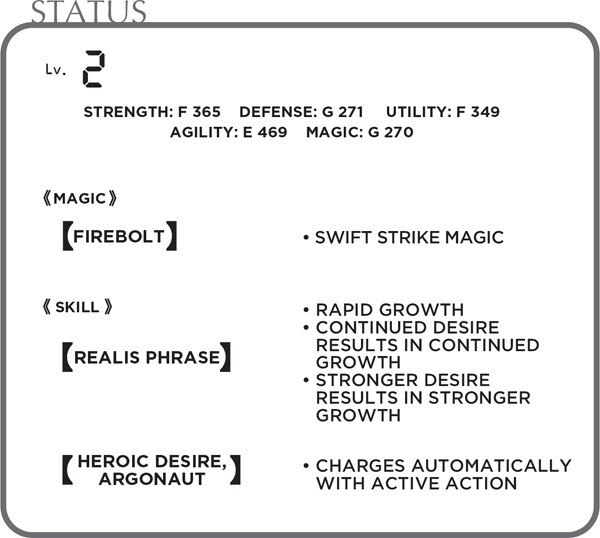 STATUS
Lv. 2
STRENGTH: F 365 DEFENSE: G 271 UTILITY: F 349
AGILITY: E 469 MAGIC: G 270
《MAGIC》
【FIREBOLT】
• SWIFT STRIKE MAGIC
《 SKILL 》
【REALIS PHRASE】
• RAPID GROWTH
• CONTINUED DESIRE
RESULTS IN CONTINUED
GROWTH
• STRONGER DESIRE
RESULTS IN STRONGER
GROWTH
【HEROIC DESIRE,
ARGONAUT】
• CHARGES AUTOMATICALLY
WITH ACTIVE ACTION